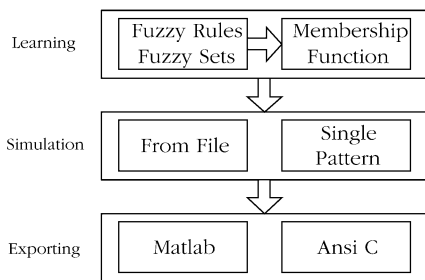 Learning
Fuzzy Rules
Fuzzy Sets
Membership
Function
Simulation
From File
Single
Pattern
Exporting
Matlab
Ansi C